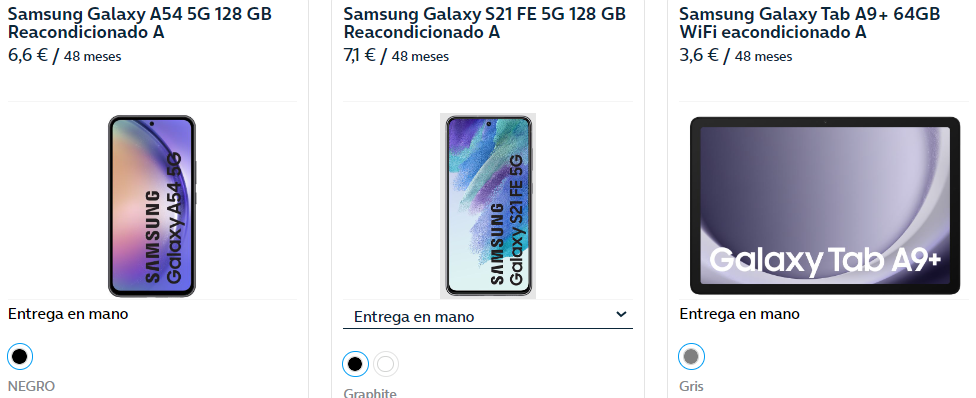 Samsung Galaxy A54 5G 128 GB
Reacondicionado A
6,6 € / 48 meses
SAMSUNG
Galaxy A54 5G
Entrega en mano
NEGRO
Samsung Galaxy S21 FE 5G 128 GB
Reacondicionado A
7,1 € / 48 meses
SAMSUNG
Galaxy S21 FE 5G
Entrega en mano
Graphite
Samsung Galaxy Tab A9+ 64GB
WiFi eacondicionado A
3,6 € / 48 meses
Galaxy Tab A9+
Entrega en mano
Gris